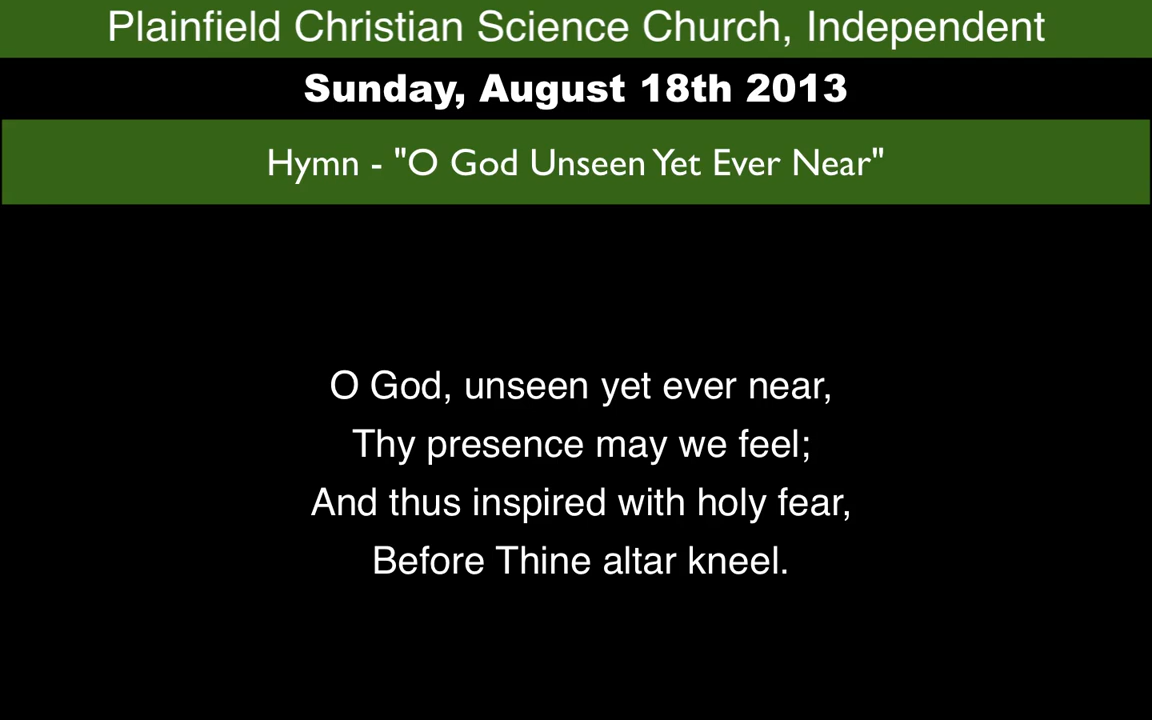 Plainfield Christian Science Church, Independent
Sunday, August 18th 2013
Hymn - "O God Unseen Yet Ever Near"
O God, unseen yet ever near,
Thy presence may we feel;
And thus inspired with holy fear,
Before Thine altar kneel.